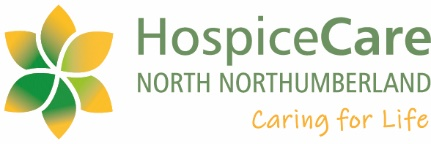 HospiceCare
NORTH NORTHUMBERLAND
Caring for Life